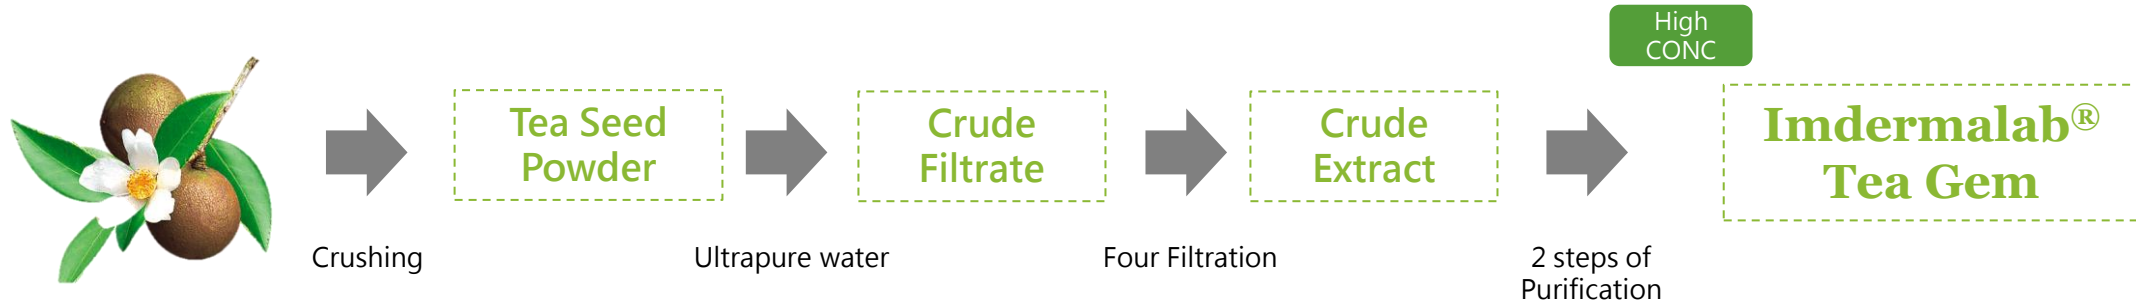 High
CONC
Tea Seed
Powder
Crude
Filtrate
Crude
Extract
Imdermalab®
Tea Gem
Crushing
Ultrapure water
Four Filtration
2 steps of
Purification